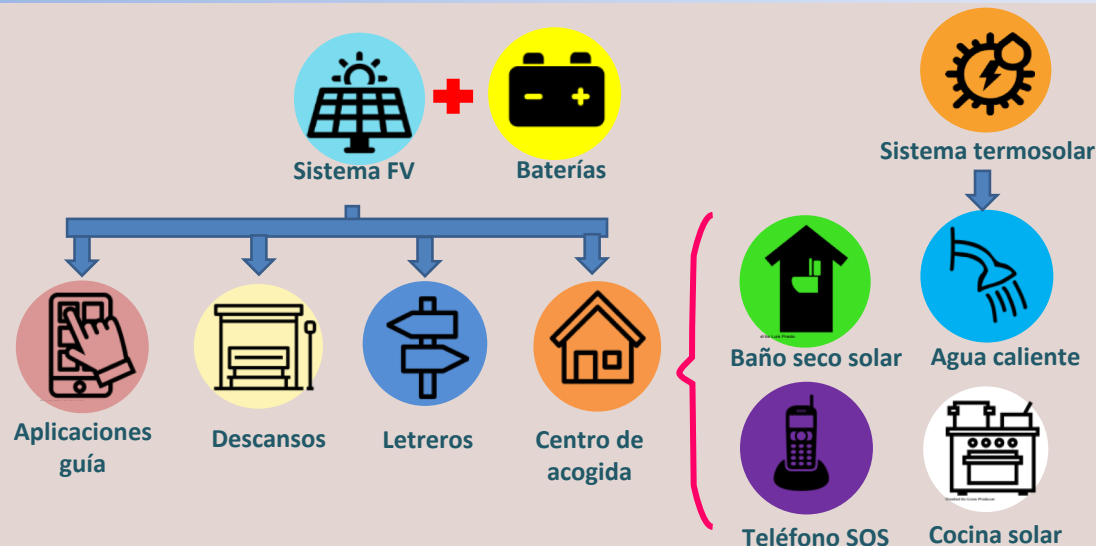 Sistema FV
Baterías
Sistema termosolar
Aplicaciones
guía
Descansos
Letreros
Centro de
acogida
Baño seco solar
Agua caliente
Teléfono SOS
Cocina solar